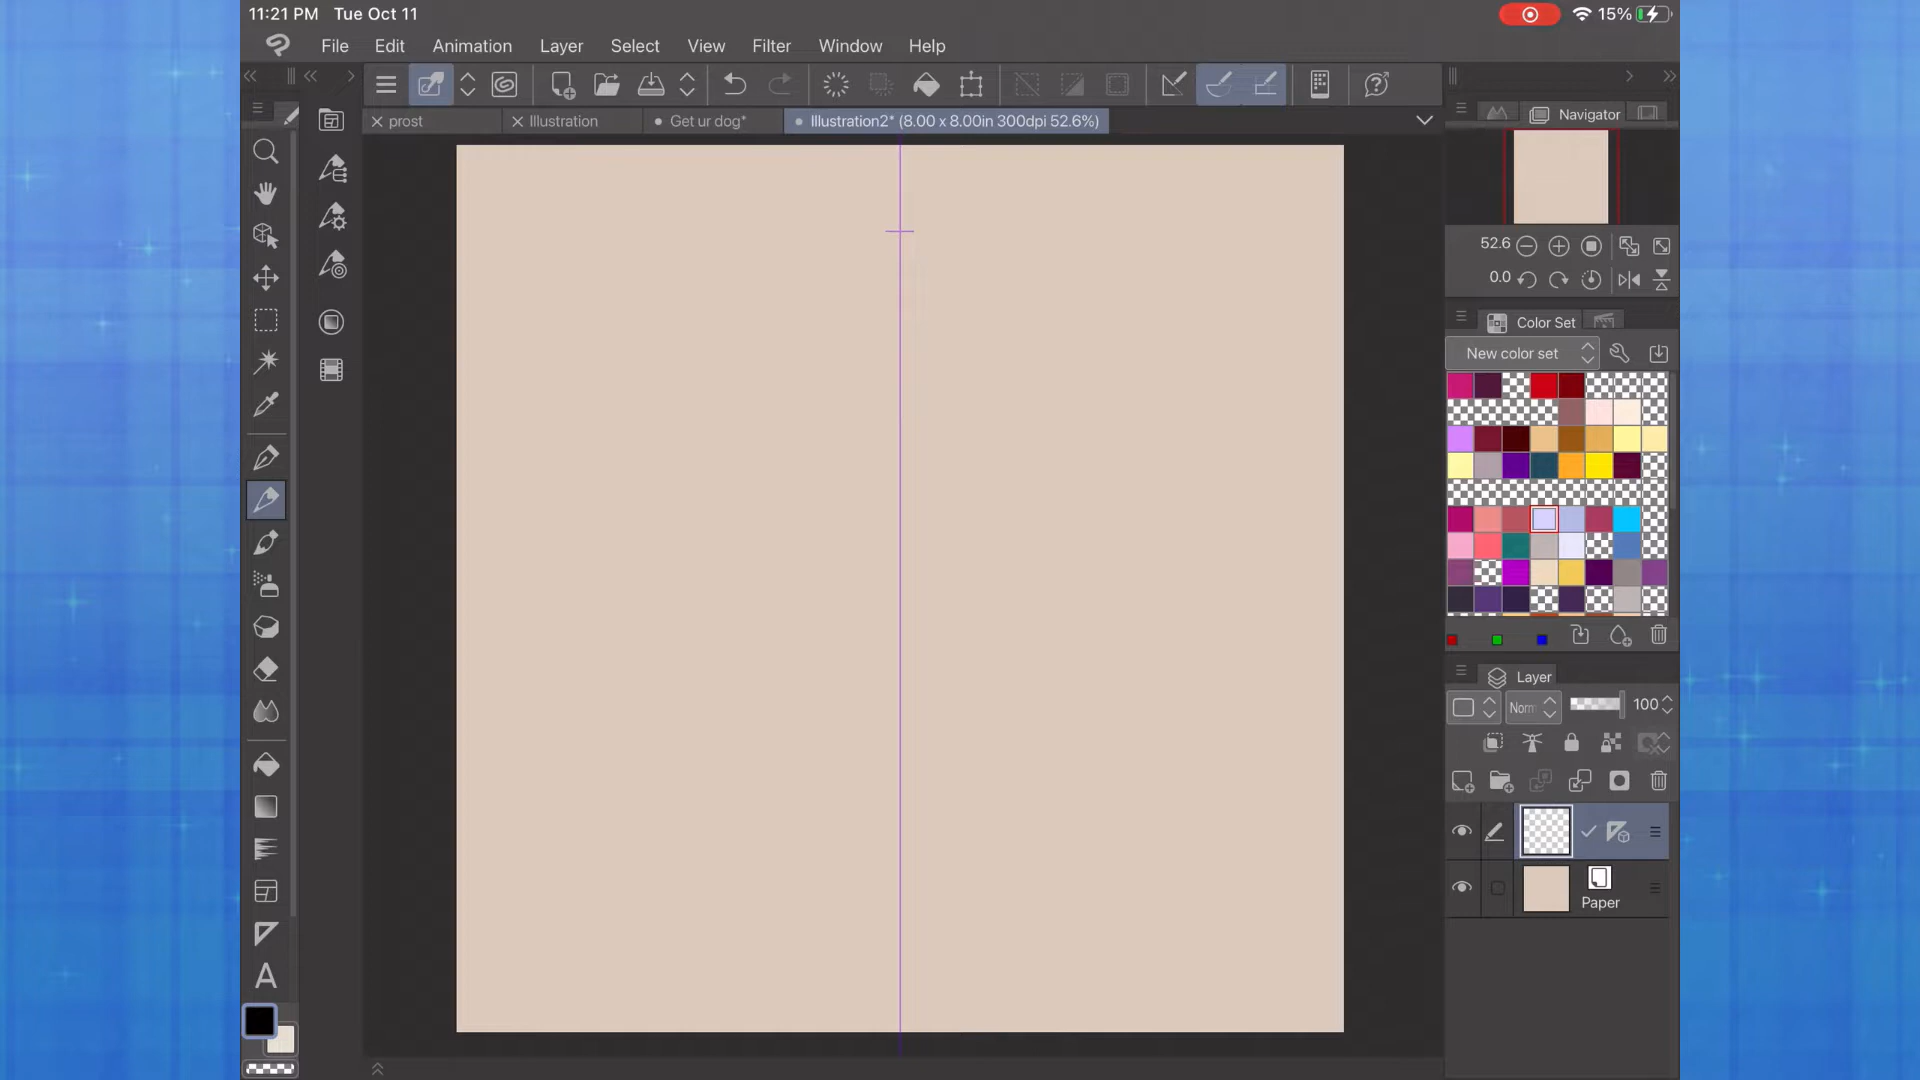 11:21 PM Tue Oct 11
15%
File Edit Animation Layer Select View Filter Window Help
prost Illustration Get ur dog* Illustration2* (8.00 x 8.00in 300dpi 52.6%)
Navigator
52.6
0.0
Color Set
New color set
Layer
Norm 100
Paper
A